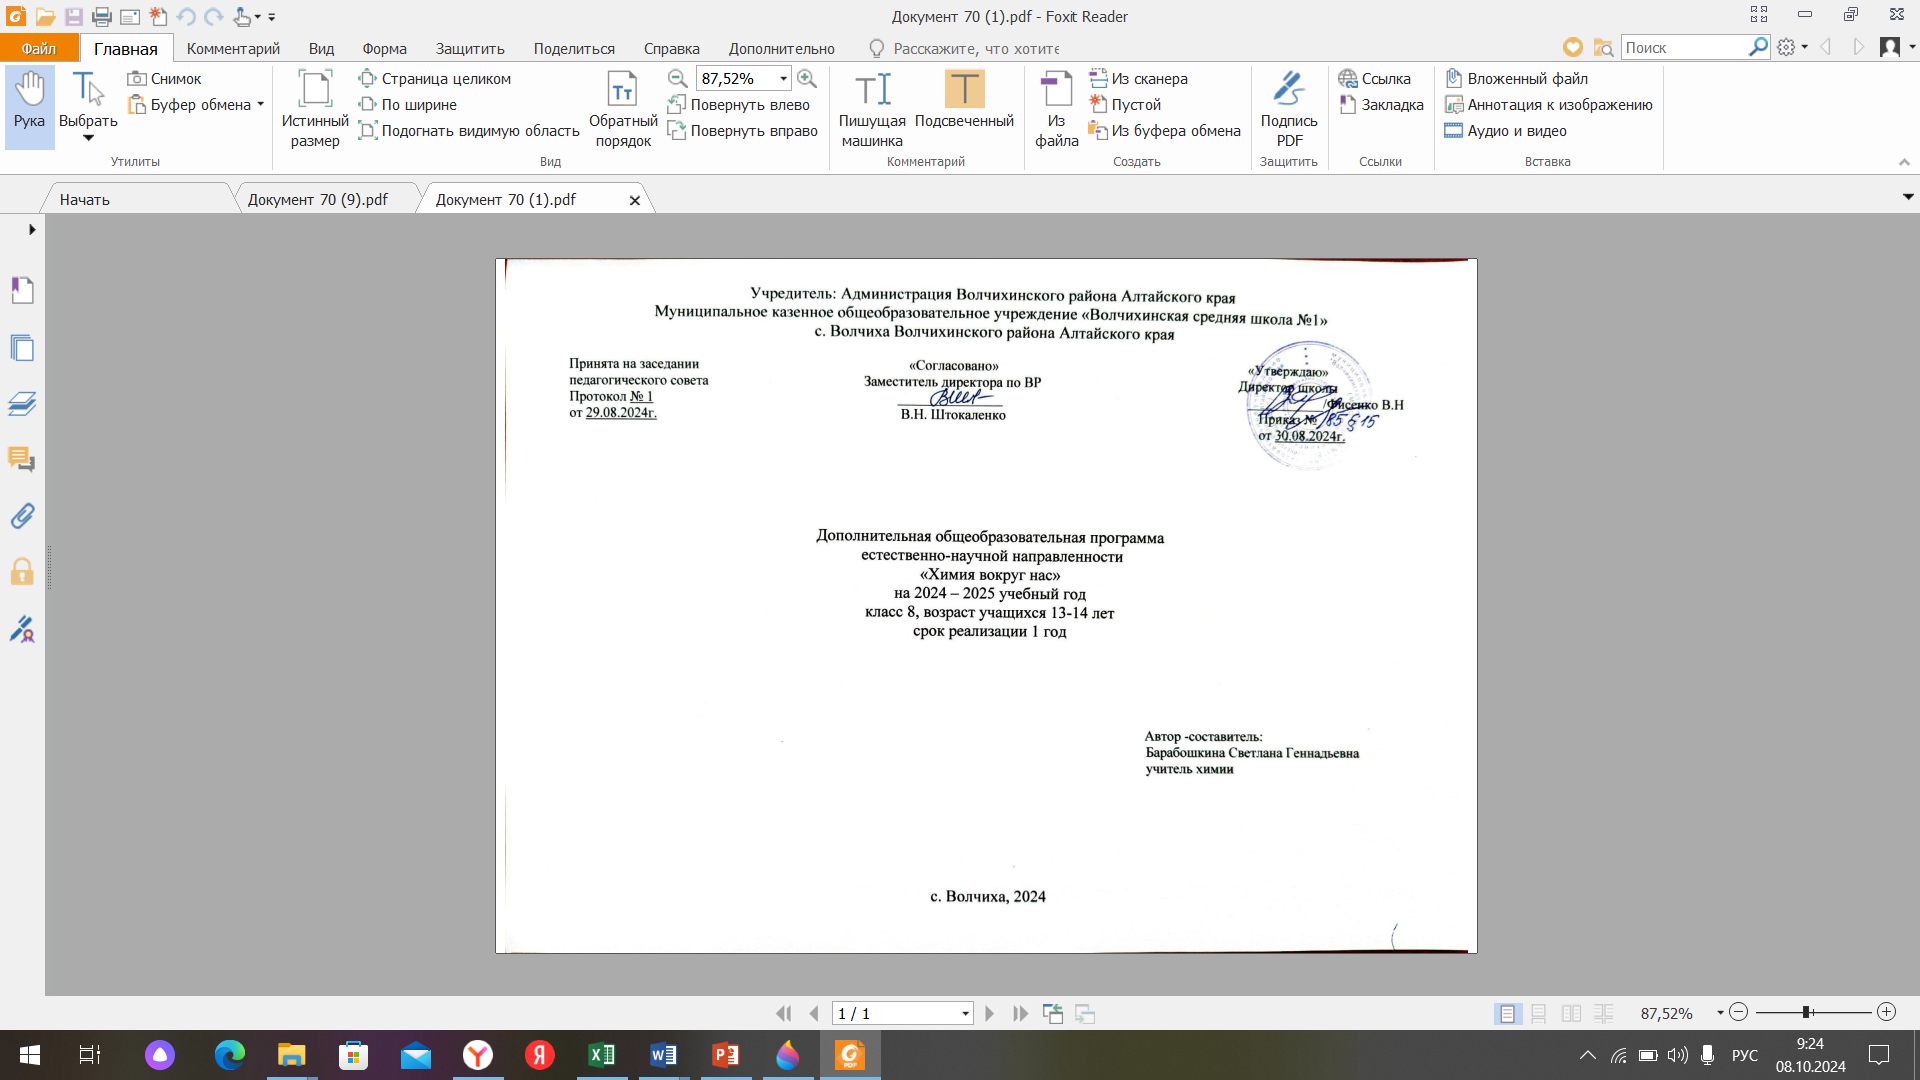 Документ 70 (1).pdf - Foxit Reader
Файл
Главная
Комментарий
Вид
Форма
Защитить
Поделиться
Справка
Дополнительно
Расскажите, что хотите
Поиск
Рука
Выбрать
Снимок
Буфер обмена
Утилиты
Истинный размер
Страница целиком
По ширине
Подогнать видимую область
Обратный порядок
87,52%
Повернуть влево
Повернуть вправо
Вид
Пишущая машинка
Подсвеченный
Комментарий
Из файла
Из сканера
Пустой
Из буфера обмена
Создать
Подпись PDF
Защитить
Ссылка
Закладка
Ссылки
Вложенный файл
Аннотация к изображению
Аудио и видео
Вставка
Начать
Документ 70 (9).pdf
Документ 70 (1).pdf
Учредитель: Администрация Волчихинского района Алтайского края
Муниципальное казенное общеобразовательное учреждение «Волчихинская средняя школа №1»
с. Волчиха Волчихинского района Алтайского края
Принята на заседании
педагогического совета
Протокол № 1
от 29.08.2024г.
«Согласовано»
Заместитель директора по ВР
В.Н. Штокаленко
«Утверждаю»
Директор школы
/Фисенко В.Н
Приказ № 185 § 15
от 30.08.2024г.
Дополнительная общеобразовательная программа
естественно-научной направленности
«Химия вокруг нас»
на 2024 – 2025 учебный год
класс 8, возраст учащихся 13-14 лет
срок реализации 1 год
Автор -составитель:
Барабошкина Светлана Геннадьевна
учитель химии
с. Волчиха, 2024
1 / 1
87,52%
РУС
9:24
08.10.2024